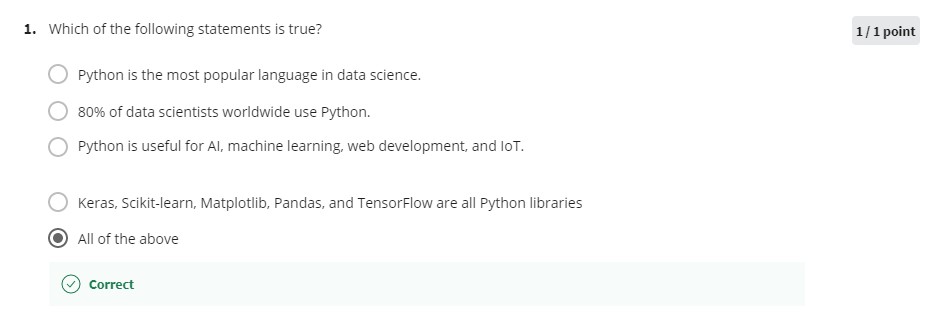 1. Which of the following statements is true?
1 / 1 point
Python is the most popular language in data science.
80% of data scientists worldwide use Python.
Python is useful for AI, machine learning, web development, and IoT.
Keras, Scikit-learn, Matplotlib, Pandas, and TensorFlow are all Python libraries
All of the above
Correct